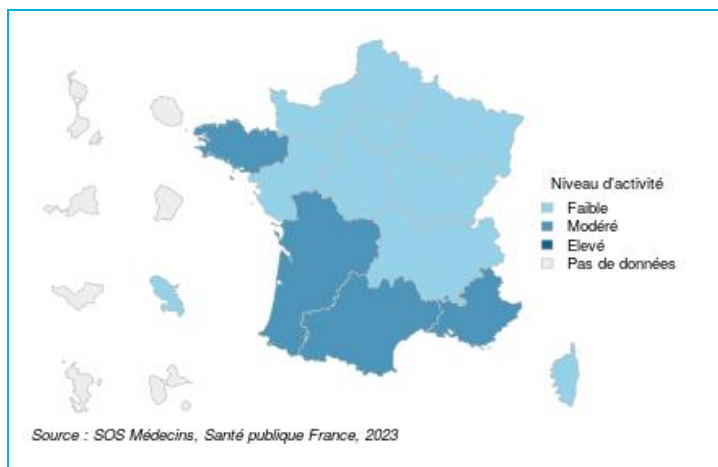 Niveau d'activité
Faible
Modéré
Elevé
Pas de données
Source : SOS Médecins, Santé publique France, 2023